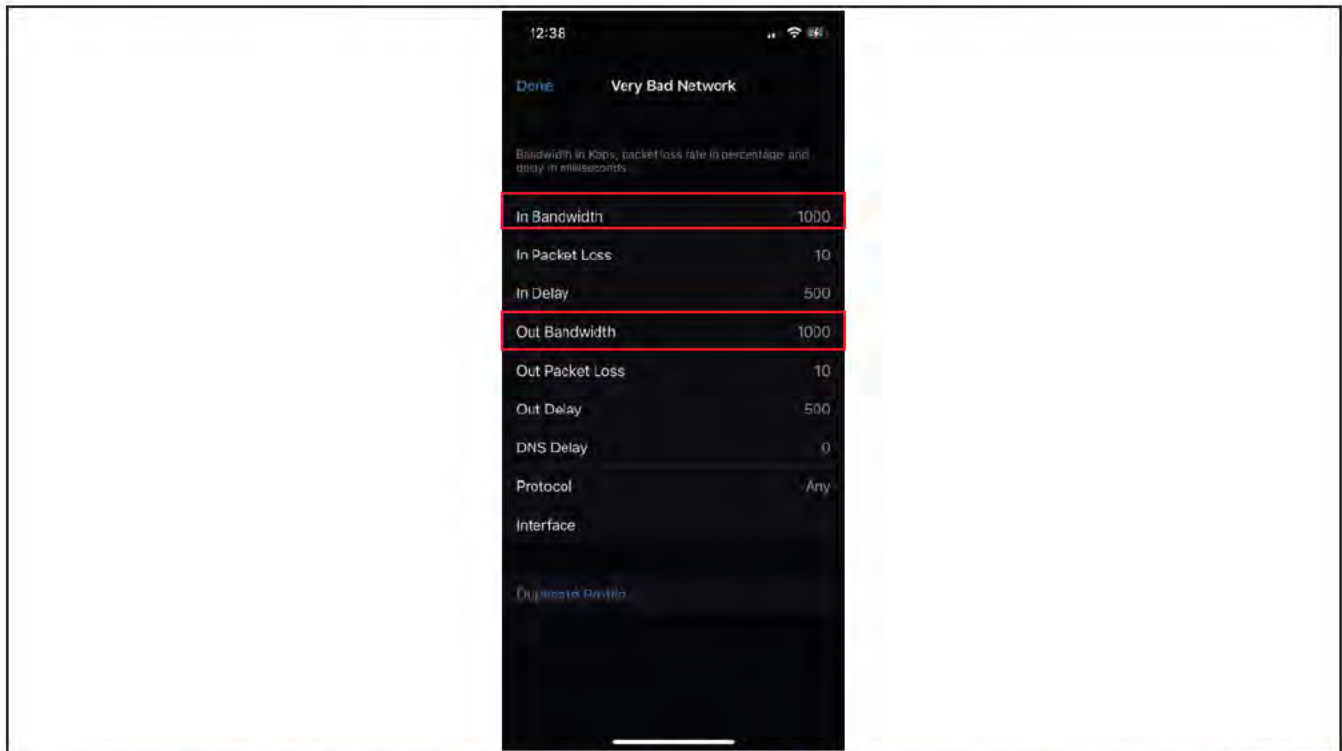 12:38
Done Very Bad Network
Bandwidth in Kbps, packet loss rate in percentage and
delay in miliseconds
In Bandwidth 1000
In Packet Loss 10
In Delay 500
Out Bandwidth 1000
Out Packet Loss 10
Out Delay 500
DNS Delay 0
Protocol Any
Interface
Duplicate Profile